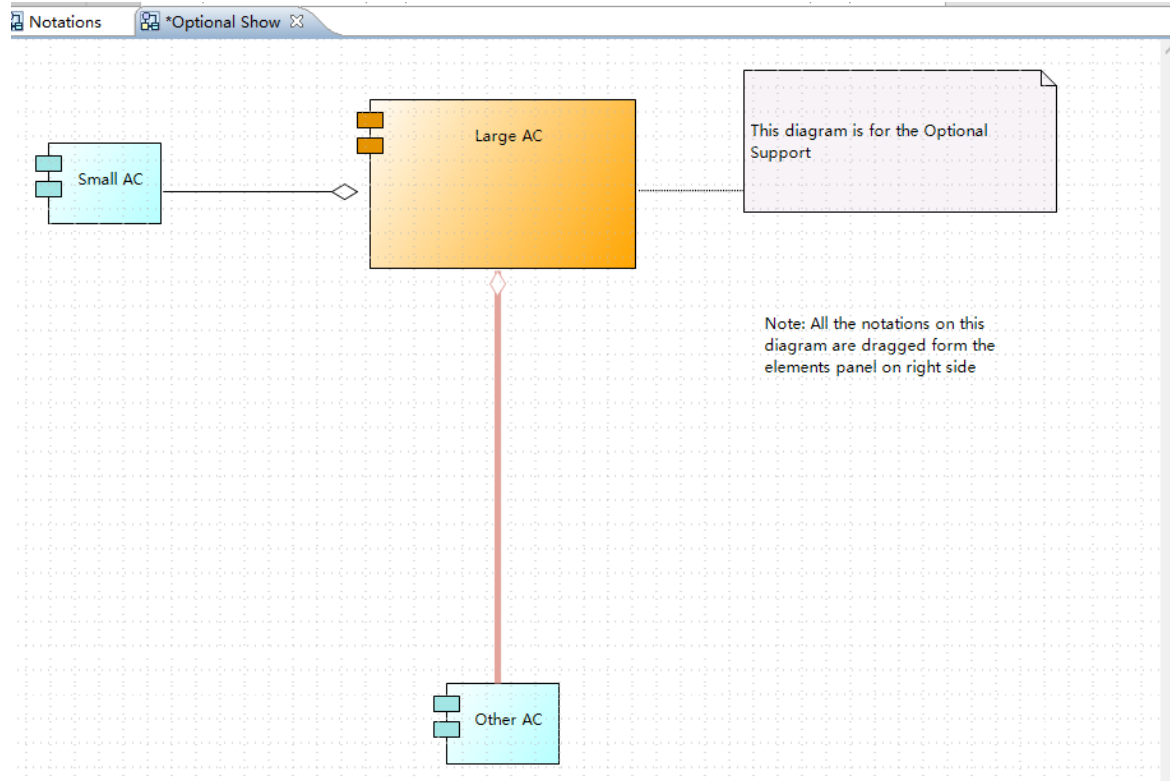 Notations
*Optional Show
Large AC
Small AC
This diagram is for the Optional
Support
Note: All the notations on this
diagram are dragged form the
elements panel on right side
Other AC